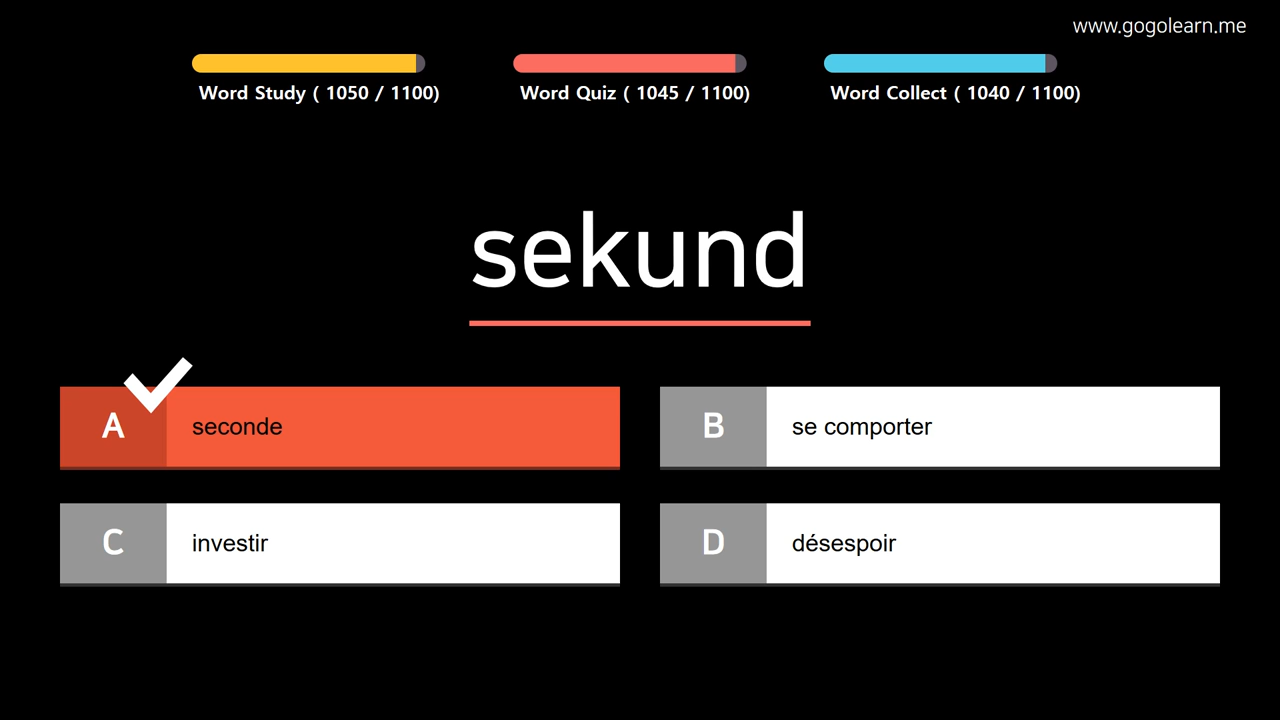 www.gogolearn.me
Word Study ( 1050 / 1100)
Word Quiz ( 1045 / 1100)
Word Collect ( 1040 / 1100)
sekund
A seconde
B se comporter
C investir
D désespoir